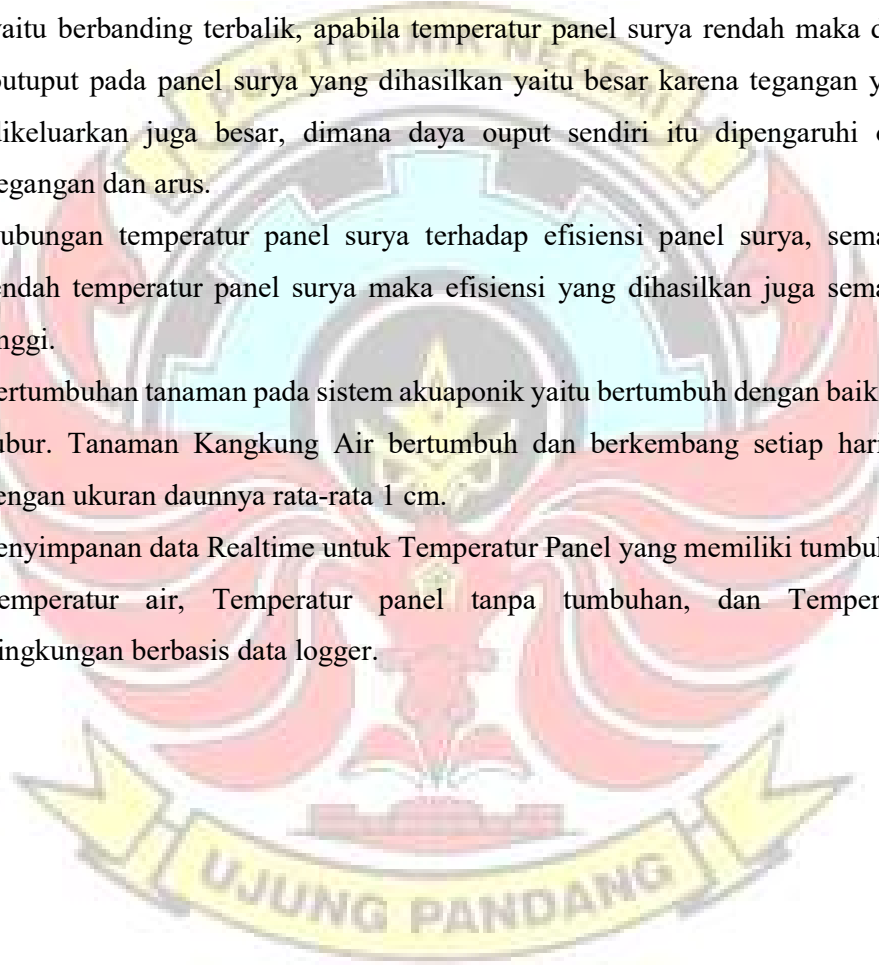 yaitu berbanding terbalik, apabila temperatur panel surya rendah maka d
outuput pada panel surya yang dihasilkan yaitu besar karena tegangan y
dikeluarkan juga besar, dimana daya ouput sendiri itu dipengaruhi o
tegangan dan arus.
ubungan temperatur panel surya terhadap efisiensi panel surya, sema
endah temperatur panel surya maka efisiensi yang dihasilkan juga sema
nggi.
ertumbuhan tanaman pada sistem akuaponik yaitu bertumbuh dengan baik
ubur. Tanaman Kangkung Air bertumbuh dan berkembang setiap hari
engan ukuran daunnya rata-rata 1 cm.
enyimpanan data Realtime untuk Temperatur Panel yang memiliki tumbul
emperatur air, Temperatur panel tanpa tumbuhan, dan Temper
ingkungan berbasis data logger.
POLITEKNIK NEGERI
UJUNG PANDANG